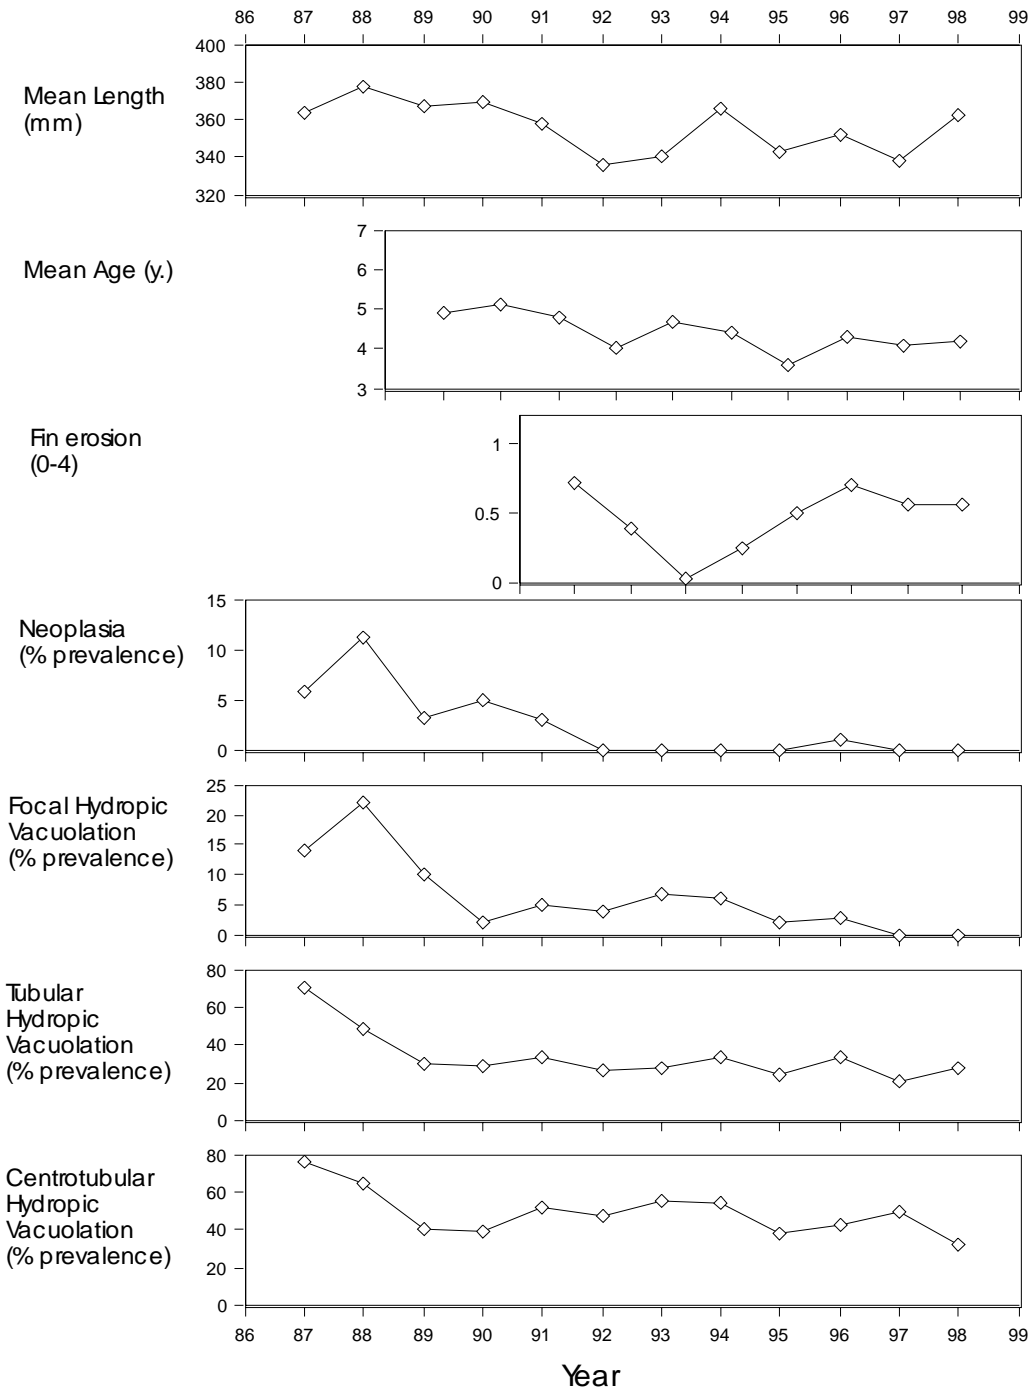 86 87 88 89 90 91 92 93 94 95 96 97 98 99
Mean Length
(mm)
400
380
360
340
320
Mean Age (y.)
7
6
5
4
3
Fin erosion
(0-4)
1
0.5
0
Neoplasia
(% prevalence)
15
10
5
0
Focal Hydropic
Vacuolation
(% prevalence)
25
20
15
10
5
0
Tubular
Hydropic
Vacuolation
(% prevalence)
80
60
40
20
0
Centrotubular
Hydropic
Vacuolation
(% prevalence)
80
60
40
20
0
86 87 88 89 90 91 92 93 94 95 96 97 98 99
Year